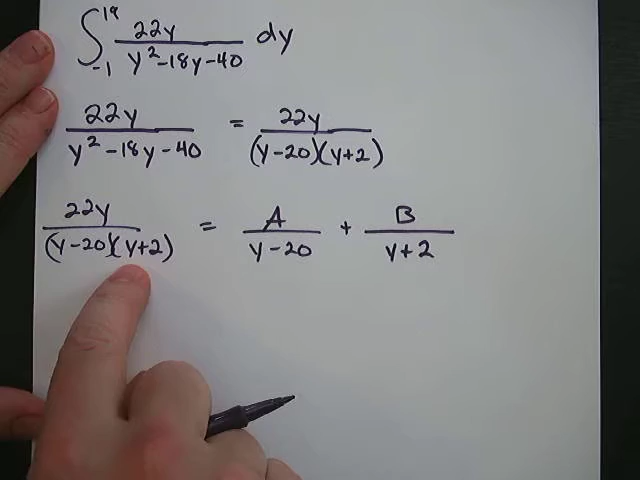 ∫_{-1}^{19} 22y / (y² - 18y - 40) dy
22y / (y² - 18y - 40) = 22y / ((y - 20)(y + 2))
22y / ((y - 20)(y + 2)) = A / (y - 20) + B / (y + 2)